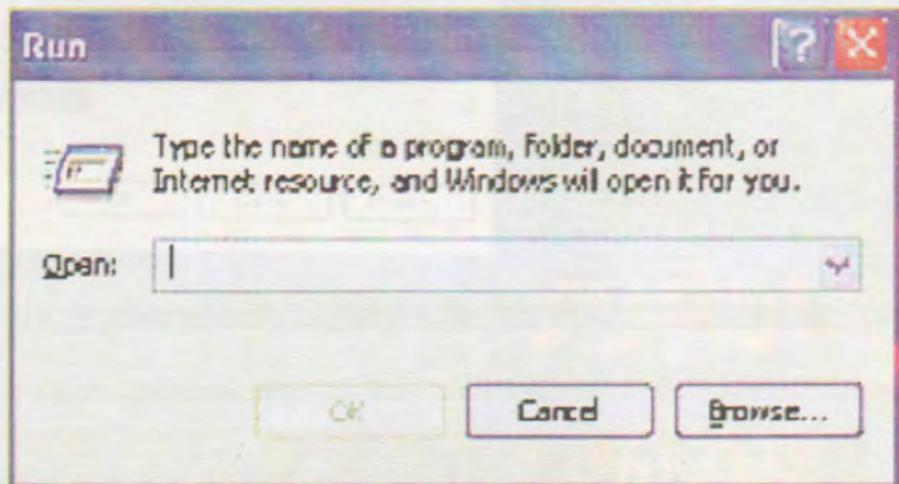 Run
Type the name of a program, folder, document, or
Internet resource, and Windows will open it for you.
Open:
OK
Cancel
Browse...